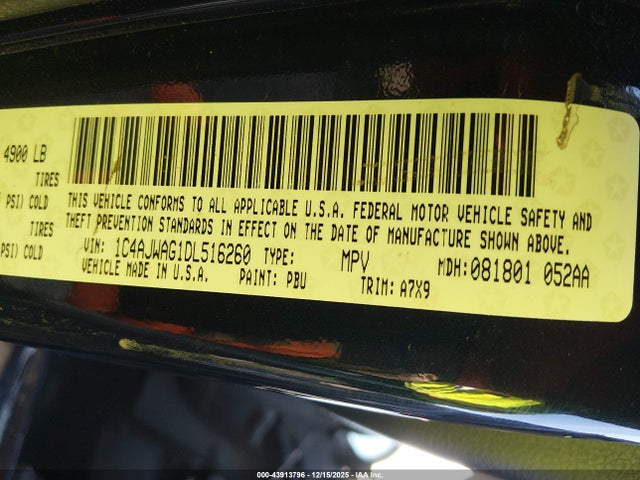 4900 LB
TIRES
PSI) COLD
TIRES
PSI) COLD
THIS VEHICLE CONFORMS TO ALL APPLICABLE U.S.A. FEDERAL MOTOR VEHICLE SAFETY AND
THEFT PREVENTION STANDARDS IN EFFECT ON THE DATE OF MANUFACTURE SHOWN ABOVE.
VIN: 1C4AJWAG1DL516260 TYPE: MPV MDH:081801 052AA
VEHICLE MADE IN U.S.A. PAINT: PBU TRIM: A7X9
000-43913796 - 12/15/2025 - © IAA, LLC